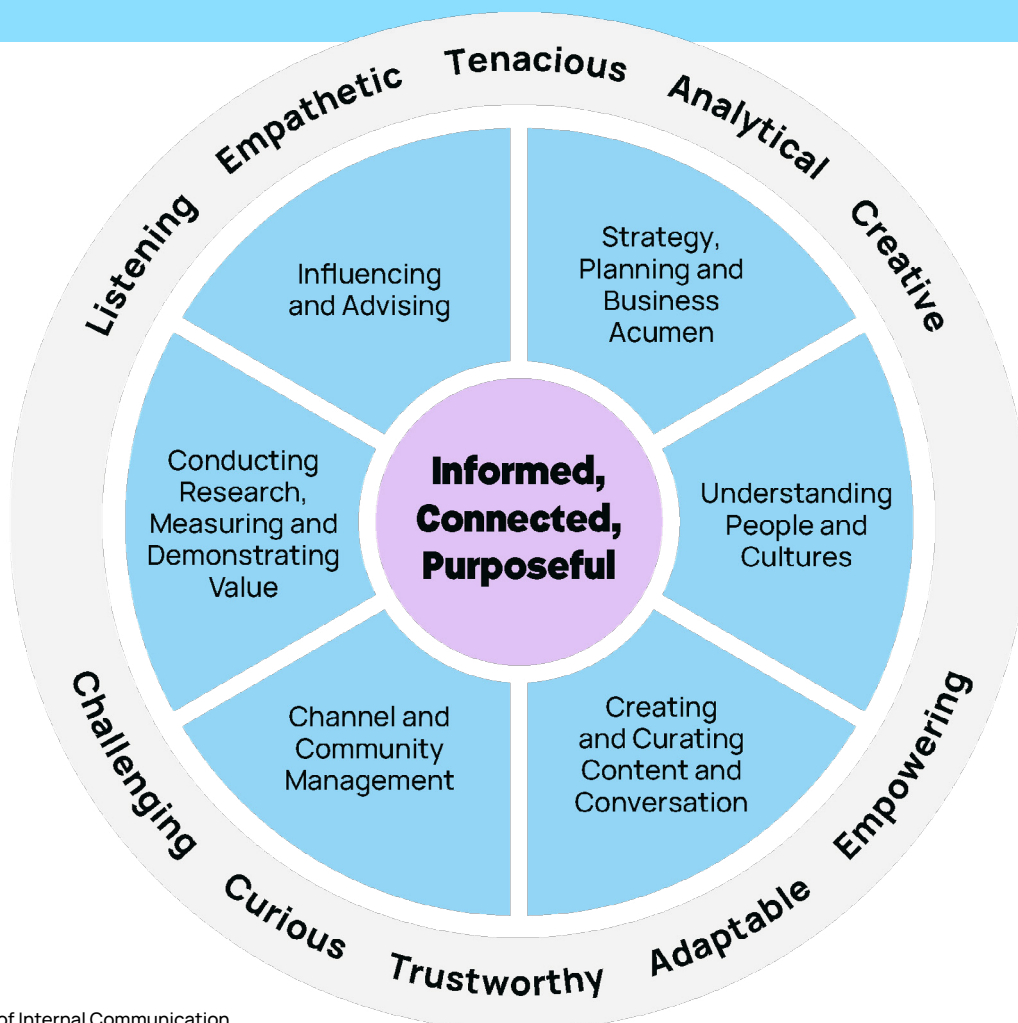 Listening Empathetic Tenacious Analytical Creative
Influencing
and Advising
Strategy,
Planning and
Business
Acumen
Conducting
Research,
Measuring and
Demonstrating
Value
Informed,
Connected,
Purposeful
Understanding
People and
Cultures
Channel and
Community
Management
Creating
and Curating
Content and
Conversation
Challenging Curious Trustworthy Adaptable Empowering
of Internal Communication